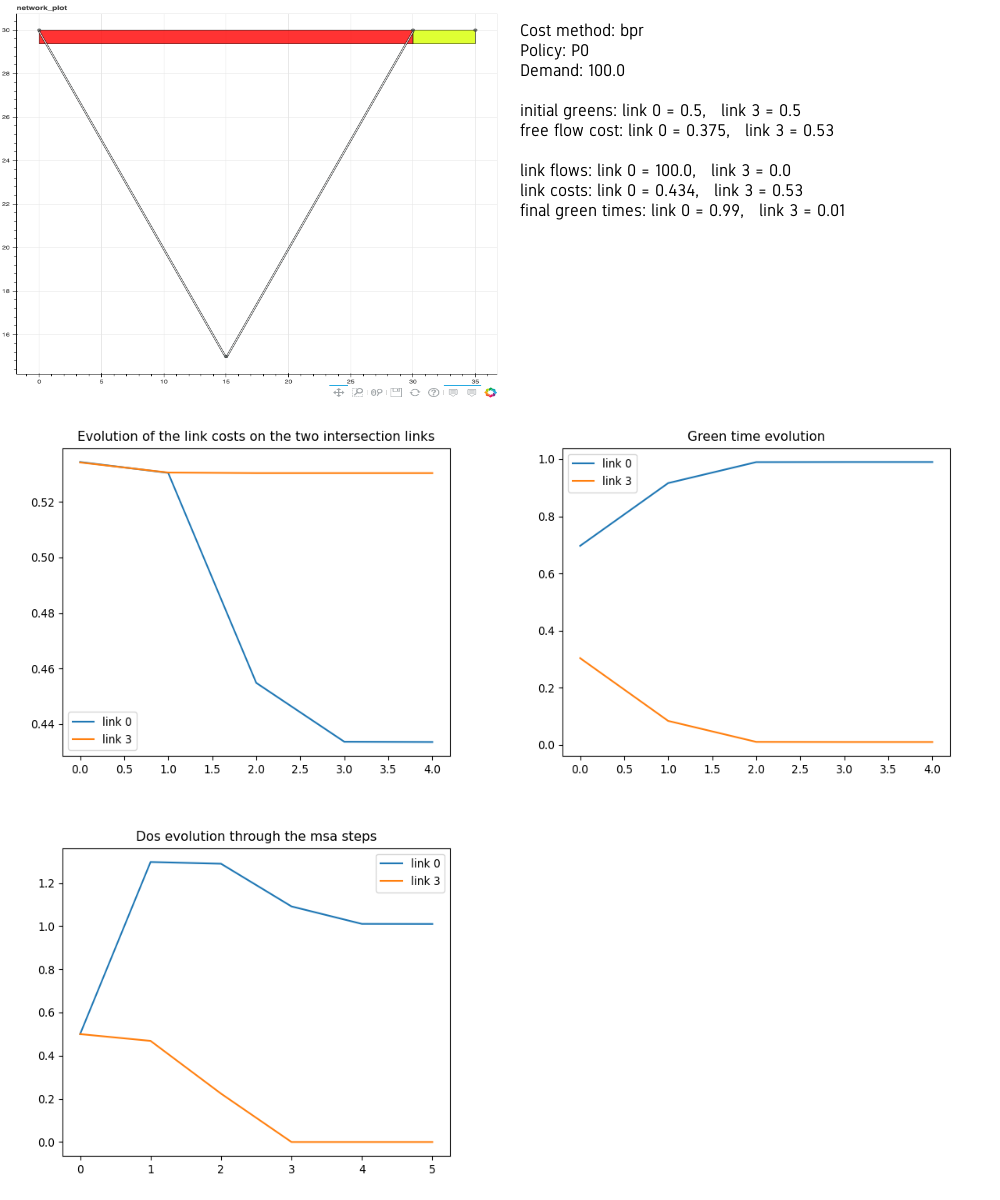 network_plot
30
28
26
24
22
20
18
16
0 5 10 15 20 25 30 35
Cost method: bpr
Policy: P0
Demand: 100.0
initial greens: link 0 = 0.5, link 3 = 0.5
free flow cost: link 0 = 0.375, link 3 = 0.53
link flows: link 0 = 100.0, link 3 = 0.0
link costs: link 0 = 0.434, link 3 = 0.53
final green times: link 0 = 0.99, link 3 = 0.01
Evolution of the link costs on the two intersection links
0.52
0.50
0.48
0.46
0.44
link 0
link 3
0.0 0.5 1.0 1.5 2.0 2.5 3.0 3.5 4.0
Green time evolution
link 0
link 3
1.0
0.8
0.6
0.4
0.2
0.0
0.0 0.5 1.0 1.5 2.0 2.5 3.0 3.5 4.0
Dos evolution through the msa steps
link 0
link 3
1.2
1.0
0.8
0.6
0.4
0.2
0.0
0 1 2 3 4 5